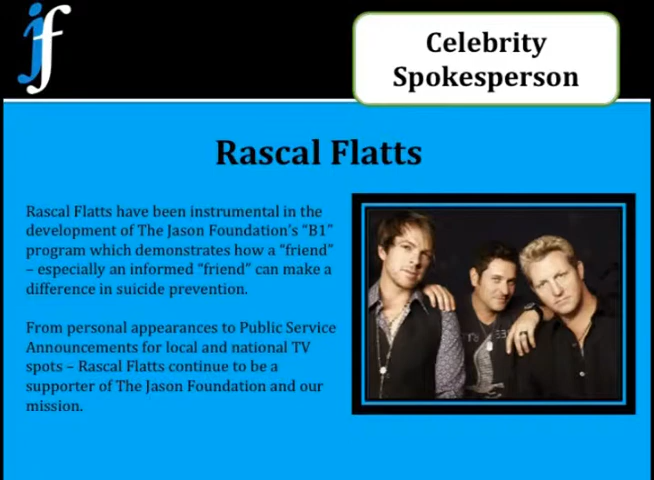 jf
Celebrity
Spokesperson
Rascal Flatts
Rascal Flatts have been instrumental in the
development of The Jason Foundation's "B1"
program which demonstrates how a "friend"
– especially an informed "friend" can make a
difference in suicide prevention.
From personal appearances to Public Service
Announcements for local and national TV
spots – Rascal Flatts continue to be a
supporter of The Jason Foundation and our
mission.